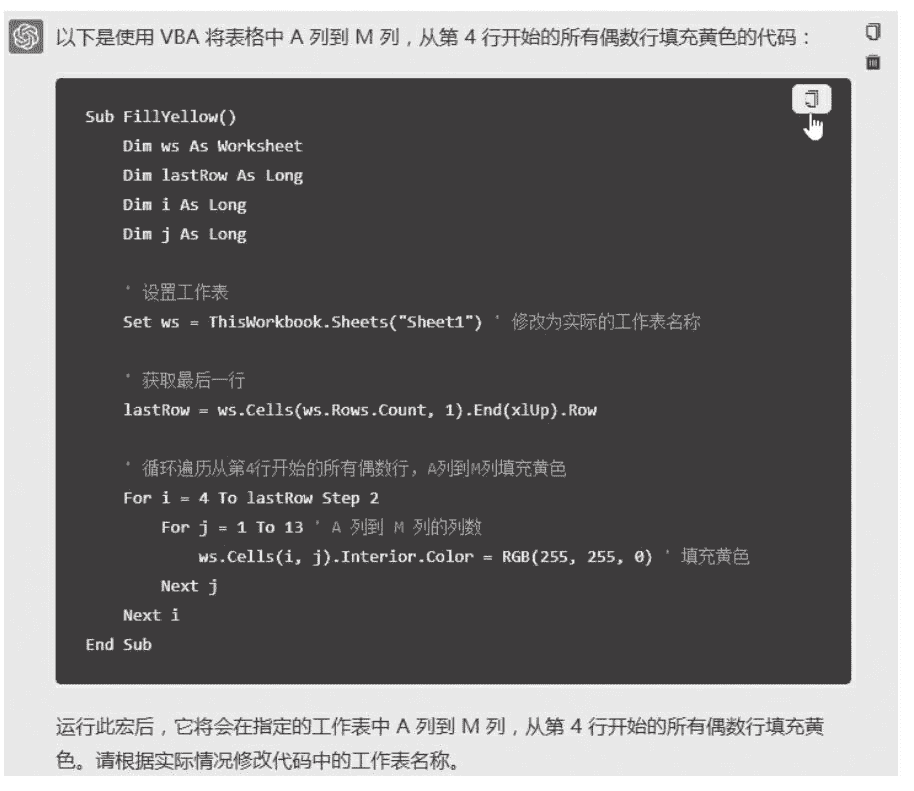 以下是使用 VBA 将表格中 A 列到 M 列，从第 4 行开始的所有偶数行填充黄色的代码：
Sub FillYellow()
    Dim ws As Worksheet
    Dim lastRow As Long
    Dim i As Long
    Dim j As Long
    ' 设置工作表
    Set ws = ThisWorkbook.Sheets("Sheet1") ' 修改为实际的工作表名称
    ' 获取最后一行
    lastRow = ws.Cells(ws.Rows.Count, 1).End(xlUp).Row
    ' 循环遍历从第4行开始的所有偶数行，A列到M列填充黄色
    For i = 4 To lastRow Step 2
        For j = 1 To 13 ' A 列到 M 列的列数
            ws.Cells(i, j).Interior.Color = RGB(255, 255, 0) ' 填充黄色
        Next j
    Next i
End Sub
运行此宏后，它将会在指定的工作表中 A 列到 M 列，从第 4 行开始的所有偶数行填充黄
色。请根据实际情况修改代码中的工作表名称。